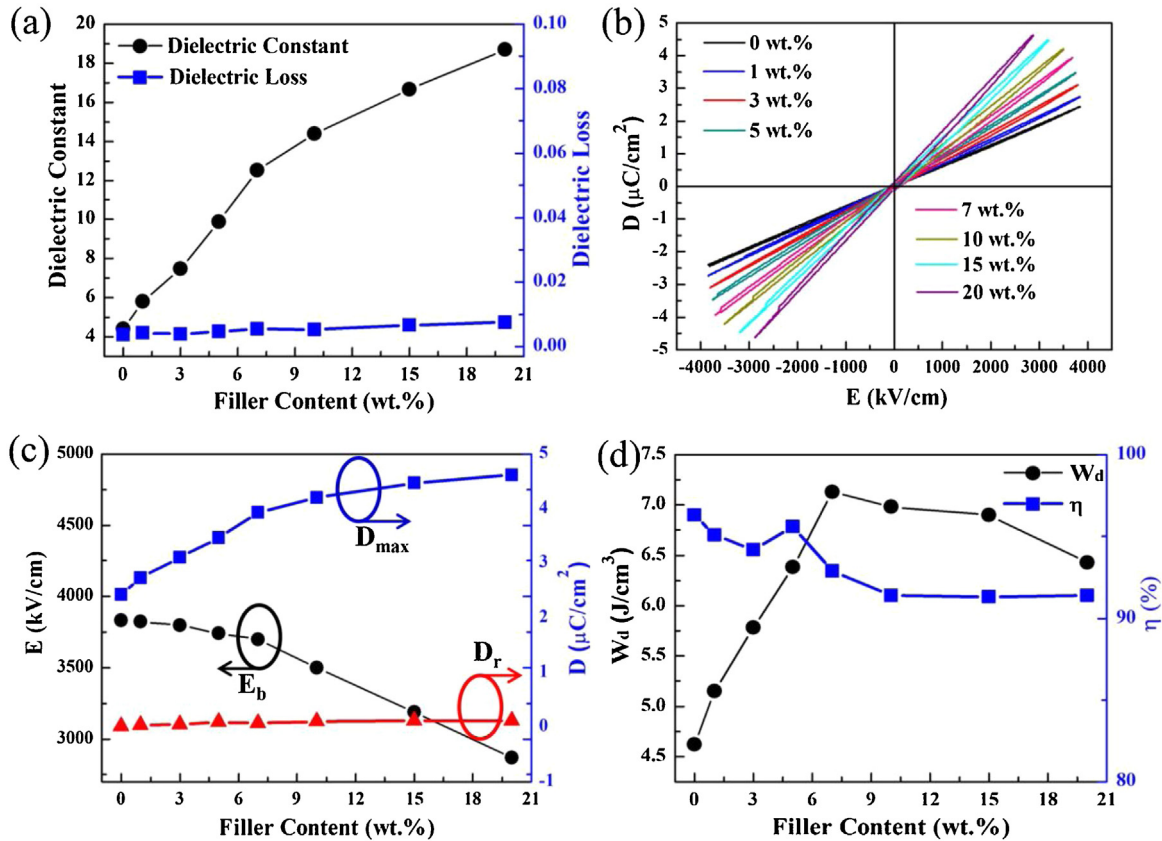 (a)
20
18
16
14
12
10
8
6
4
Dielectric Constant
0.10
0.08
0.06
0.04
0.02
0.00
Dielectric Loss
Dielectric Constant
Dielectric Loss
0 3 6 9 12 15 18 21
Filler Content (wt.%)
(b)
5
4
3
2
1
0
-1
-2
-3
-4
-5
D (μC/cm²)
0 wt.%
1 wt.%
3 wt.%
5 wt.%
7 wt.%
10 wt.%
15 wt.%
20 wt.%
-4000 -3000 -2000 -1000 0 1000 2000 3000 4000
E (kV/cm)
(c)
5000
4500
4000
3500
3000
E (kV/cm)
5
4
3
2
1
0
-1
D (μC/cm²)
Dmax
Eb
Dr
0 3 6 9 12 15 18 21
Filler Content (wt.%)
(d)
7.5
7.0
6.5
6.0
5.5
5.0
4.5
Wd (J/cm³)
100
90
80
η (%)
Wd
η
0 3 6 9 12 15 18 21
Filler Content (wt.%)